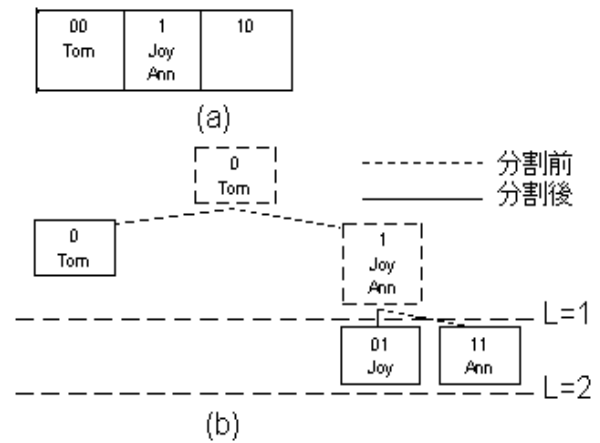 00 1 10
Tom Joy
Ann
(a)
0
Tom
分割前
分割後
0
Tom
1
Joy
Ann
L=1
01 11
Joy Ann
L=2
(b)